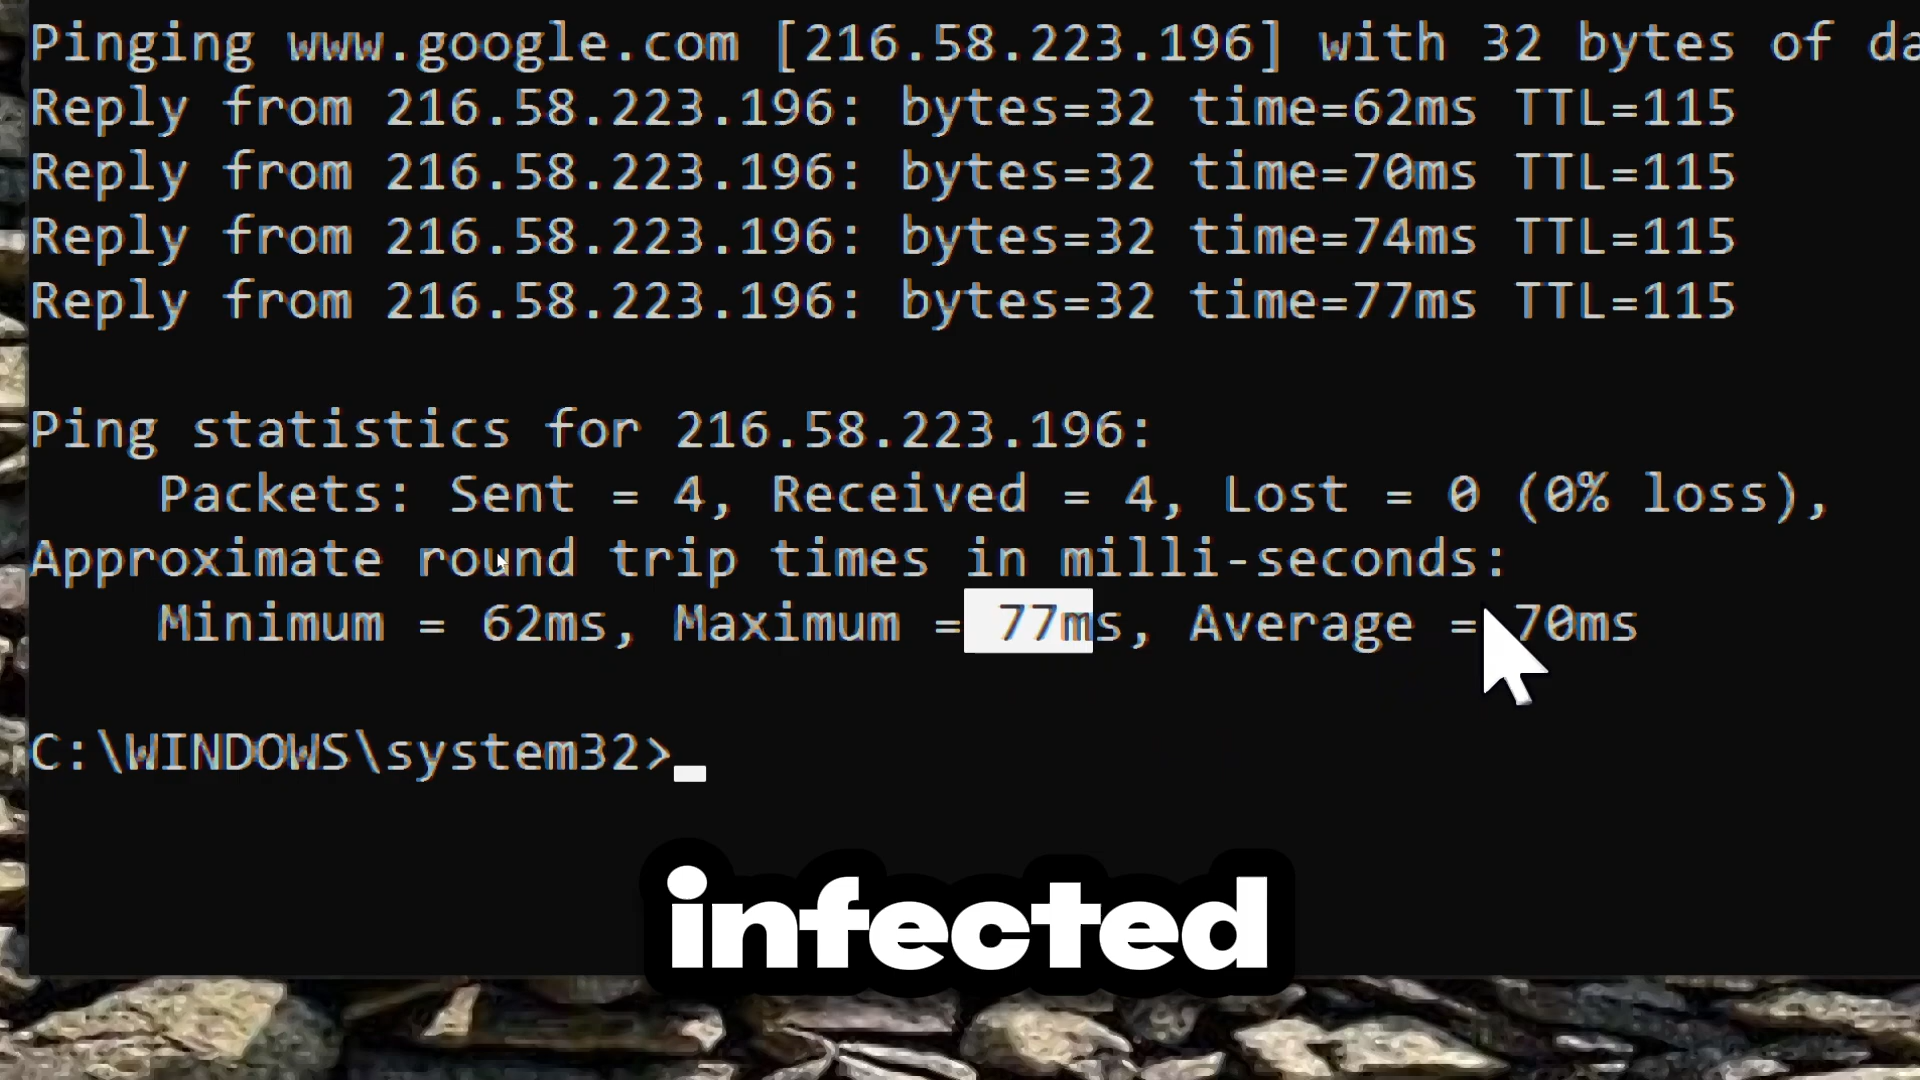 Pinging www.google.com [216.58.223.196] with 32 bytes of da
Reply from 216.58.223.196: bytes=32 time=62ms TTL=115
Reply from 216.58.223.196: bytes=32 time=70ms TTL=115
Reply from 216.58.223.196: bytes=32 time=74ms TTL=115
Reply from 216.58.223.196: bytes=32 time=77ms TTL=115
Ping statistics for 216.58.223.196:
Packets: Sent = 4, Received = 4, Lost = 0 (0% loss),
Approximate round trip times in milli-seconds:
Minimum = 62ms, Maximum = 77ms, Average = 70ms
C:\WINDOWS\system32>
infected